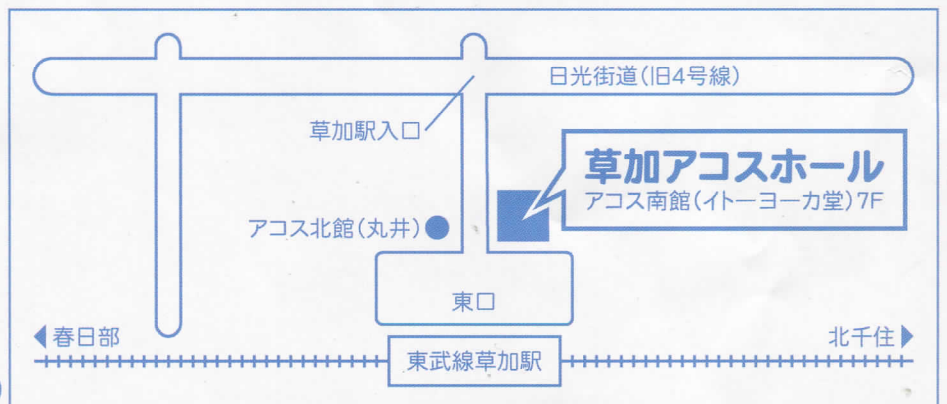 日光街道(旧4号線)
草加駅入口
草加アコスホール
アコス南館(イトーヨーカ堂)7F
アコス北館(丸井)
東口
春日部
北千住
東武線草加駅